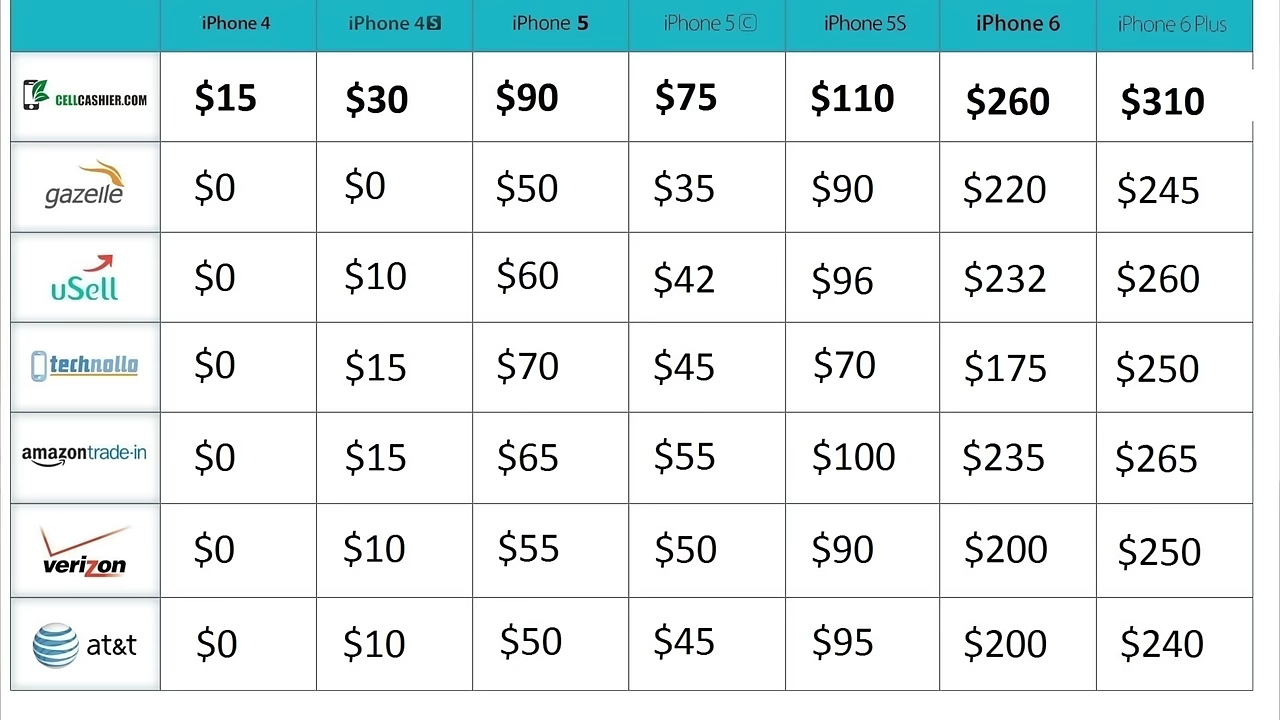 iPhone 4 iPhone 4S iPhone 5 iPhone 5C iPhone 5S iPhone 6 iPhone 6 Plus
CELLCASHIER.COM $15 $30 $90 $75 $110 $260 $310
gazelle $0 $0 $50 $35 $90 $220 $245
uSell $0 $10 $60 $42 $96 $232 $260
technollo $0 $15 $70 $45 $70 $175 $250
amazontrade-in $0 $15 $65 $55 $100 $235 $265
verizon $0 $10 $55 $50 $90 $200 $250
at&t $0 $10 $50 $45 $95 $200 $240